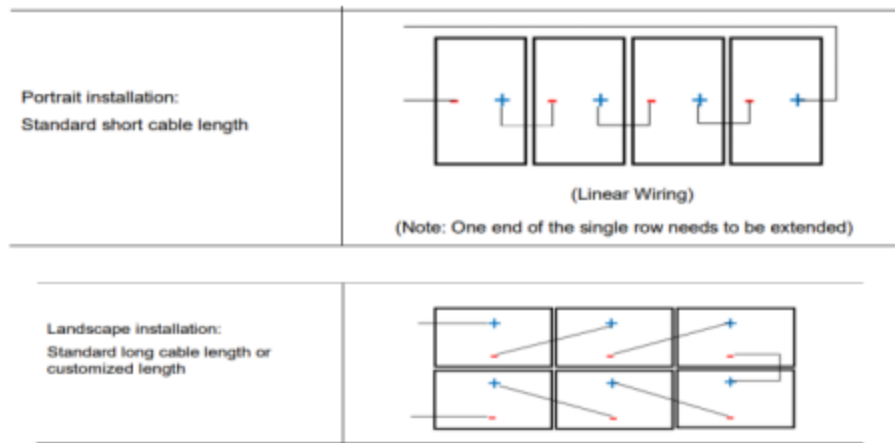 Portrait installation:
Standard short cable length
- + - + - + - +
(Linear Wiring)
(Note: One end of the single row needs to be extended)
Landscape installation:
Standard long cable length or
customized length
+ + +
- - -
+ + +
- - -